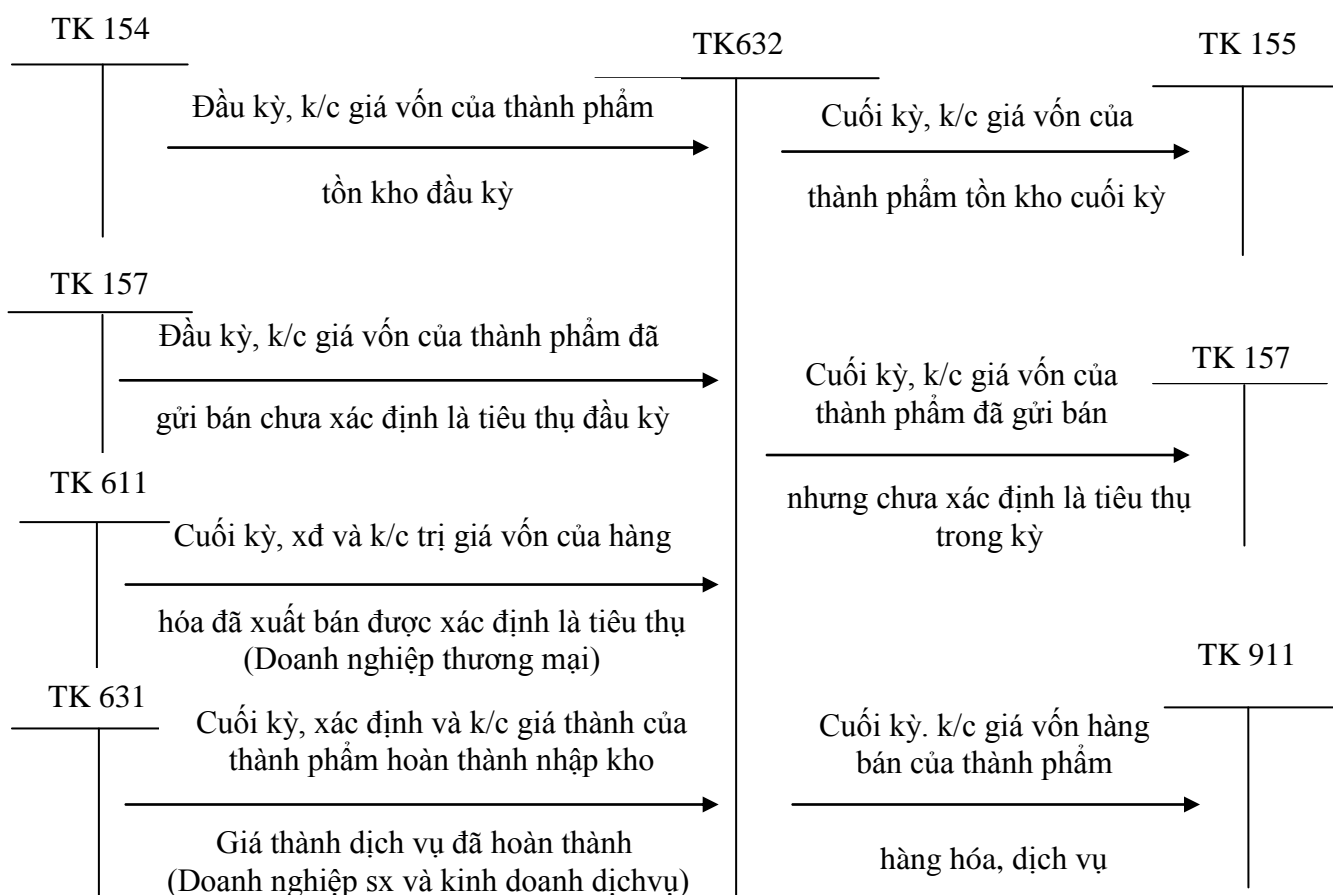 TK 154
TK632
TK 155
Đầu kỳ, k/c giá vốn của thành phẩm
tồn kho đầu kỳ
Cuối kỳ, k/c giá vốn của
thành phẩm tồn kho cuối kỳ
TK 157
Đầu kỳ, k/c giá vốn của thành phẩm đã
gửi bán chưa xác định là tiêu thụ đầu kỳ
Cuối kỳ, k/c giá vốn của
thành phẩm đã gửi bán
nhưng chưa xác định là tiêu thụ
trong kỳ
TK 157
TK 611
Cuối kỳ, xđ và k/c trị giá vốn của hàng
hóa đã xuất bán được xác định là tiêu thụ
(Doanh nghiệp thương mại)
TK 911
TK 631
Cuối kỳ, xác định và k/c giá thành của
thành phẩm hoàn thành nhập kho
Giá thành dịch vụ đã hoàn thành
(Doanh nghiệp sx và kinh doanh dịchvụ)
Cuối kỳ. k/c giá vốn hàng
bán của thành phẩm
hàng hóa, dịch vụ